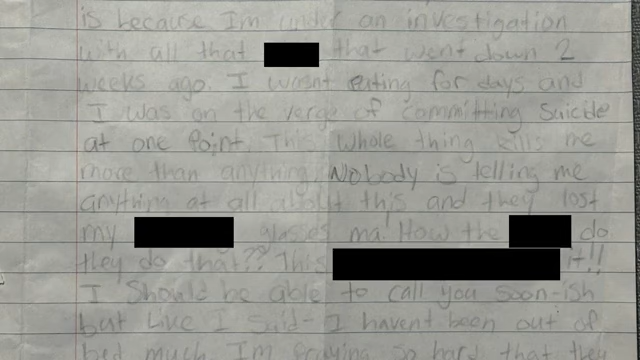 is because Im under an investigation
with all that that went down 2
weeks ago. I wasnt eating for days and
I was on the verge of committing suicide
at one point. This whole thing kills me
more than anything. Nobody is telling me
anything at all about this and they lost
my glasses ma! How the do
they do that?? This it!!
I should be able to call you soon-ish
but like I said- I havent been out of
bed much. Im praying so hard that they